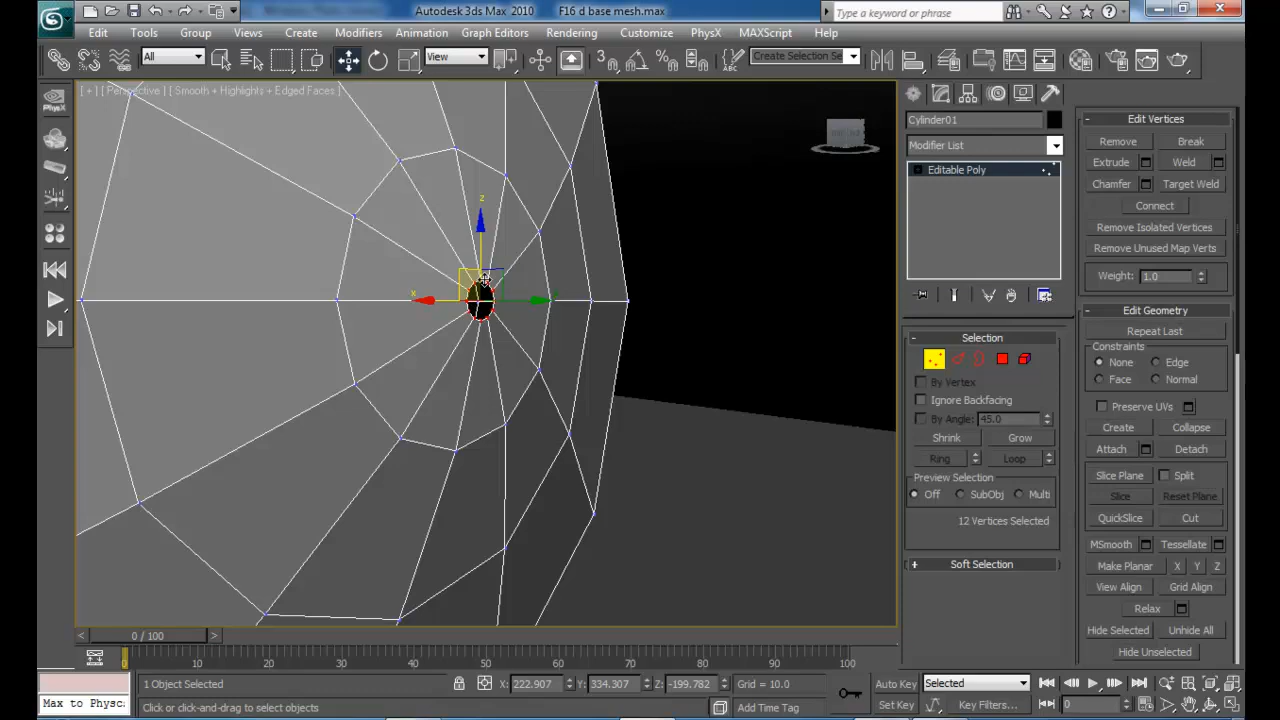 Autodesk 3ds Max 2010 F16 d base mesh.max
Type a keyword or phrase
Edit Tools Group Views Create Modifiers Animation Graph Editors Rendering Customize PhysX MAXScript Help
All View Create Selection Se
[ + ] [ Perspective ] [ Smooth + Highlights + Edged Faces ]
PhysX
z
x
Cylinder01
Modifier List
Editable Poly
Selection
By Vertex
Ignore Backfacing
By Angle: 45.0
Shrink Grow
Ring Loop
Preview Selection
Off SubObj Multi
12 Vertices Selected
Soft Selection
Edit Vertices
Remove Break
Extrude Weld
Chamfer Target Weld
Connect
Remove Isolated Vertices
Remove Unused Map Verts
Weight: 1.0
Edit Geometry
Repeat Last
Constraints
None Edge
Face Normal
Preserve UVs
Create Collapse
Attach Detach
Slice Plane Split
Slice Reset Plane
QuickSlice Cut
MSmooth Tessellate
Make Planar X Y Z
View Align Grid Align
Relax
Hide Selected Unhide All
Hide Unselected
0 / 100
0 10 20 30 40 50 60 70 80 90 100
1 Object Selected X: 222.907 Y: 334.307 Z: -199.782 Grid = 10.0 Auto Key Selected
Max to Physc: Click or click-and-drag to select objects Add Time Tag Set Key Key Filters... 0